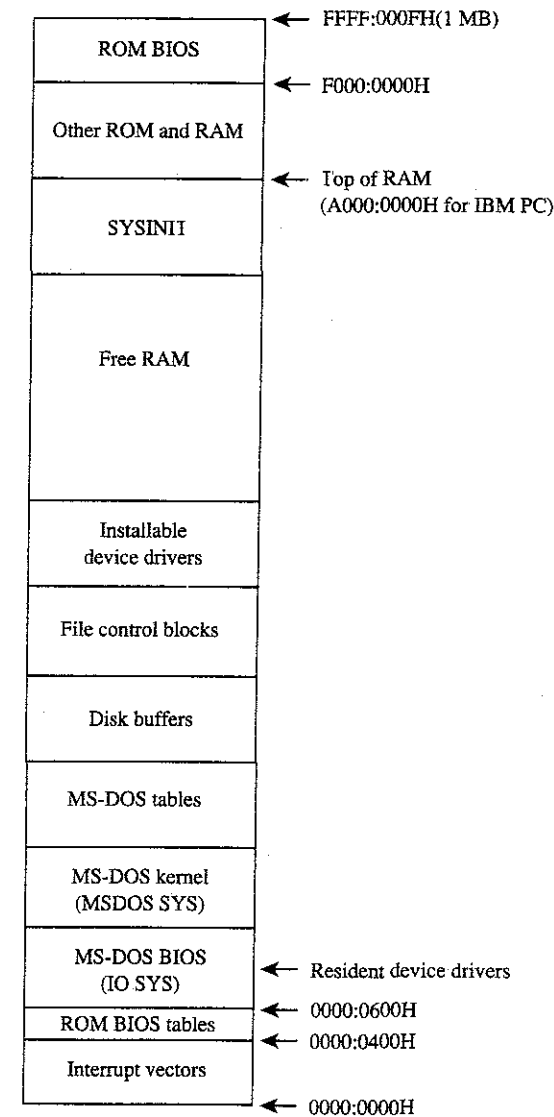 FFFF:000FH(1 MB)
ROM BIOS
F000:0000H
Other ROM and RAM
Top of RAM
(A000:0000H for IBM PC)
SYSINIT
Free RAM
Installable
device drivers
File control blocks
Disk buffers
MS-DOS tables
MS-DOS kernel
(MSDOS SYS)
MS-DOS BIOS
(IO SYS)
Resident device drivers
0000:0600H
ROM BIOS tables
0000:0400H
Interrupt vectors
0000:0000H